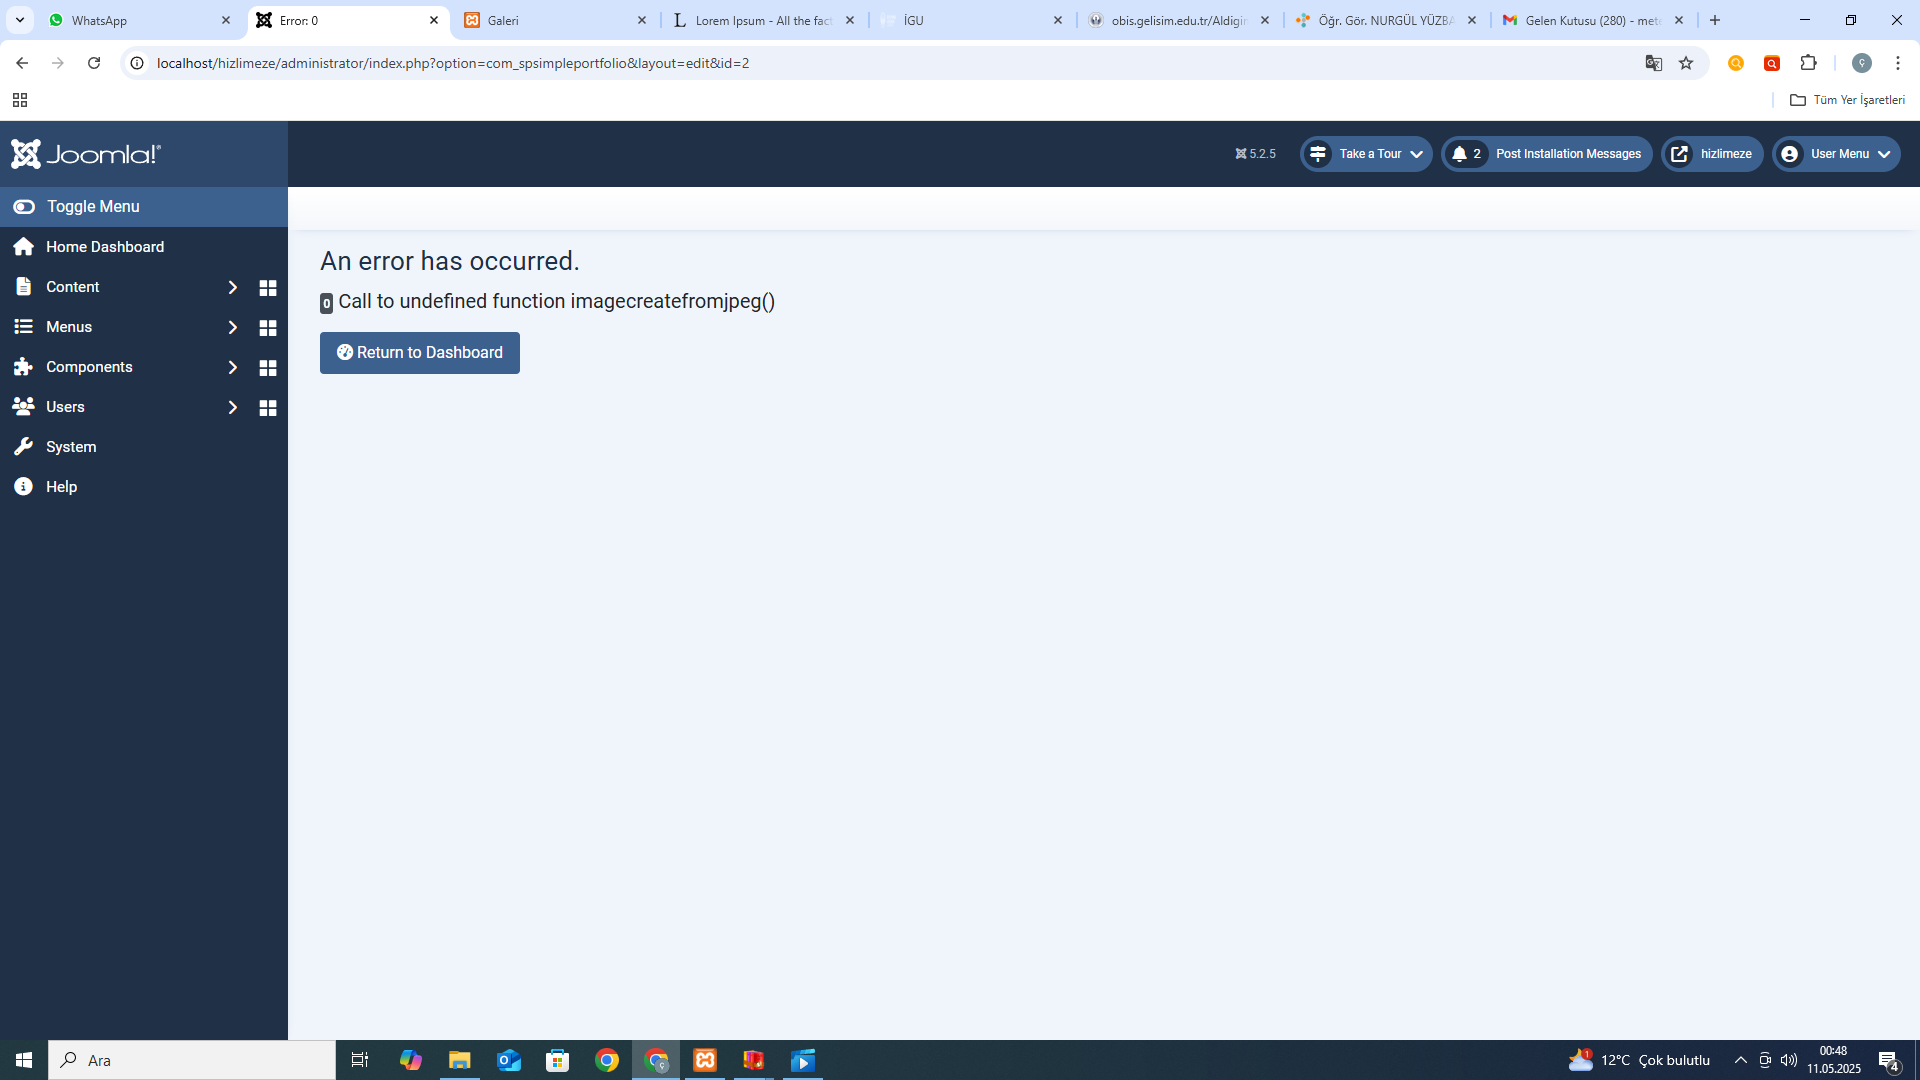 WhatsApp
Error: 0
Galeri
Lorem Ipsum - All the fac
İGU
obis.gelisim.edu.tr/Aldigir
Öğr. Gör. NURGÜL YÜZBA
Gelen Kutusu (280) - mete
localhost/hizlimeze/administrator/index.php?option=com_spsimpleportfolio&layout=edit&id=2
Tüm Yer İşaretleri
Joomla!
5.2.5
Take a Tour
2 Post Installation Messages
hizlimeze
User Menu
Toggle Menu
Home Dashboard
Content
Menus
Components
Users
System
Help
An error has occurred.
0 Call to undefined function imagecreatefromjpeg()
Return to Dashboard
Ara
1
12°C Çok bulutlu
00:48
11.05.2025
4